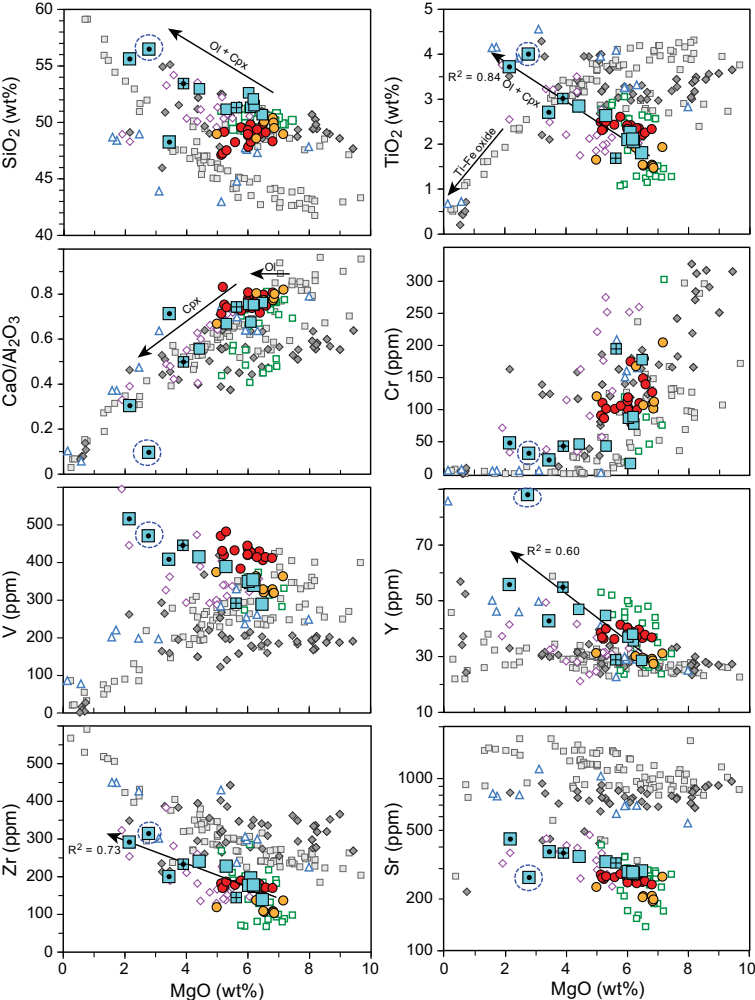 60
55
50
45
40
SiO2 (wt%)
Ol + Cpx
5
4
3
2
1
0
TiO2 (wt%)
R2 = 0.84
Ol + Cpx
Ti-Fe oxide
0.8
0.6
0.4
0.2
0
CaO/Al2O3
Cpx
Ol
300
250
200
150
100
50
0
Cr (ppm)
500
400
300
200
100
0
V (ppm)
90
70
50
30
10
Y (ppm)
R2 = 0.60
500
400
300
200
100
0
Zr (ppm)
R2 = 0.73
0 2 4 6 8 10
MgO (wt%)
1000
500
300
100
Sr (ppm)
0 2 4 6 8 10
MgO (wt%)